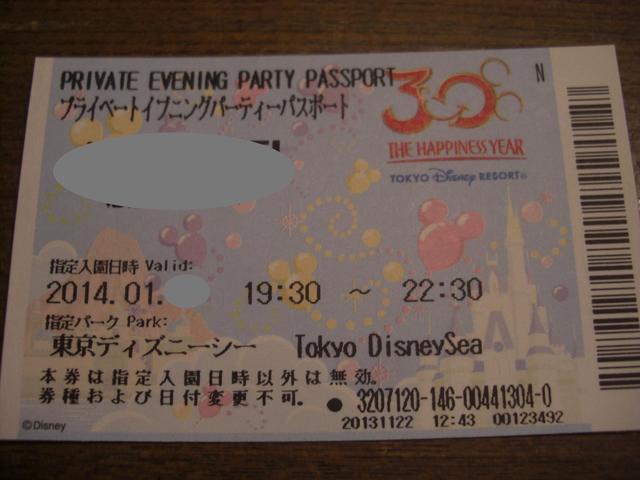 PRIVATE EVENING PARTY PASSPORT
プライベートイブニングパーティーパスポート
N
30
THE HAPPINESS YEAR
TOKYO Disney RESORT®
指定入園日時 Valid:
2014.01. 19:30 ～ 22:30
指定パーク Park:
東京ディズニーシー Tokyo DisneySea
本券は指定入園日時以外は無効。
券種および日付変更不可。 ● 3207120-146-00441304-0
20131122 12:43 00123492
©Disney